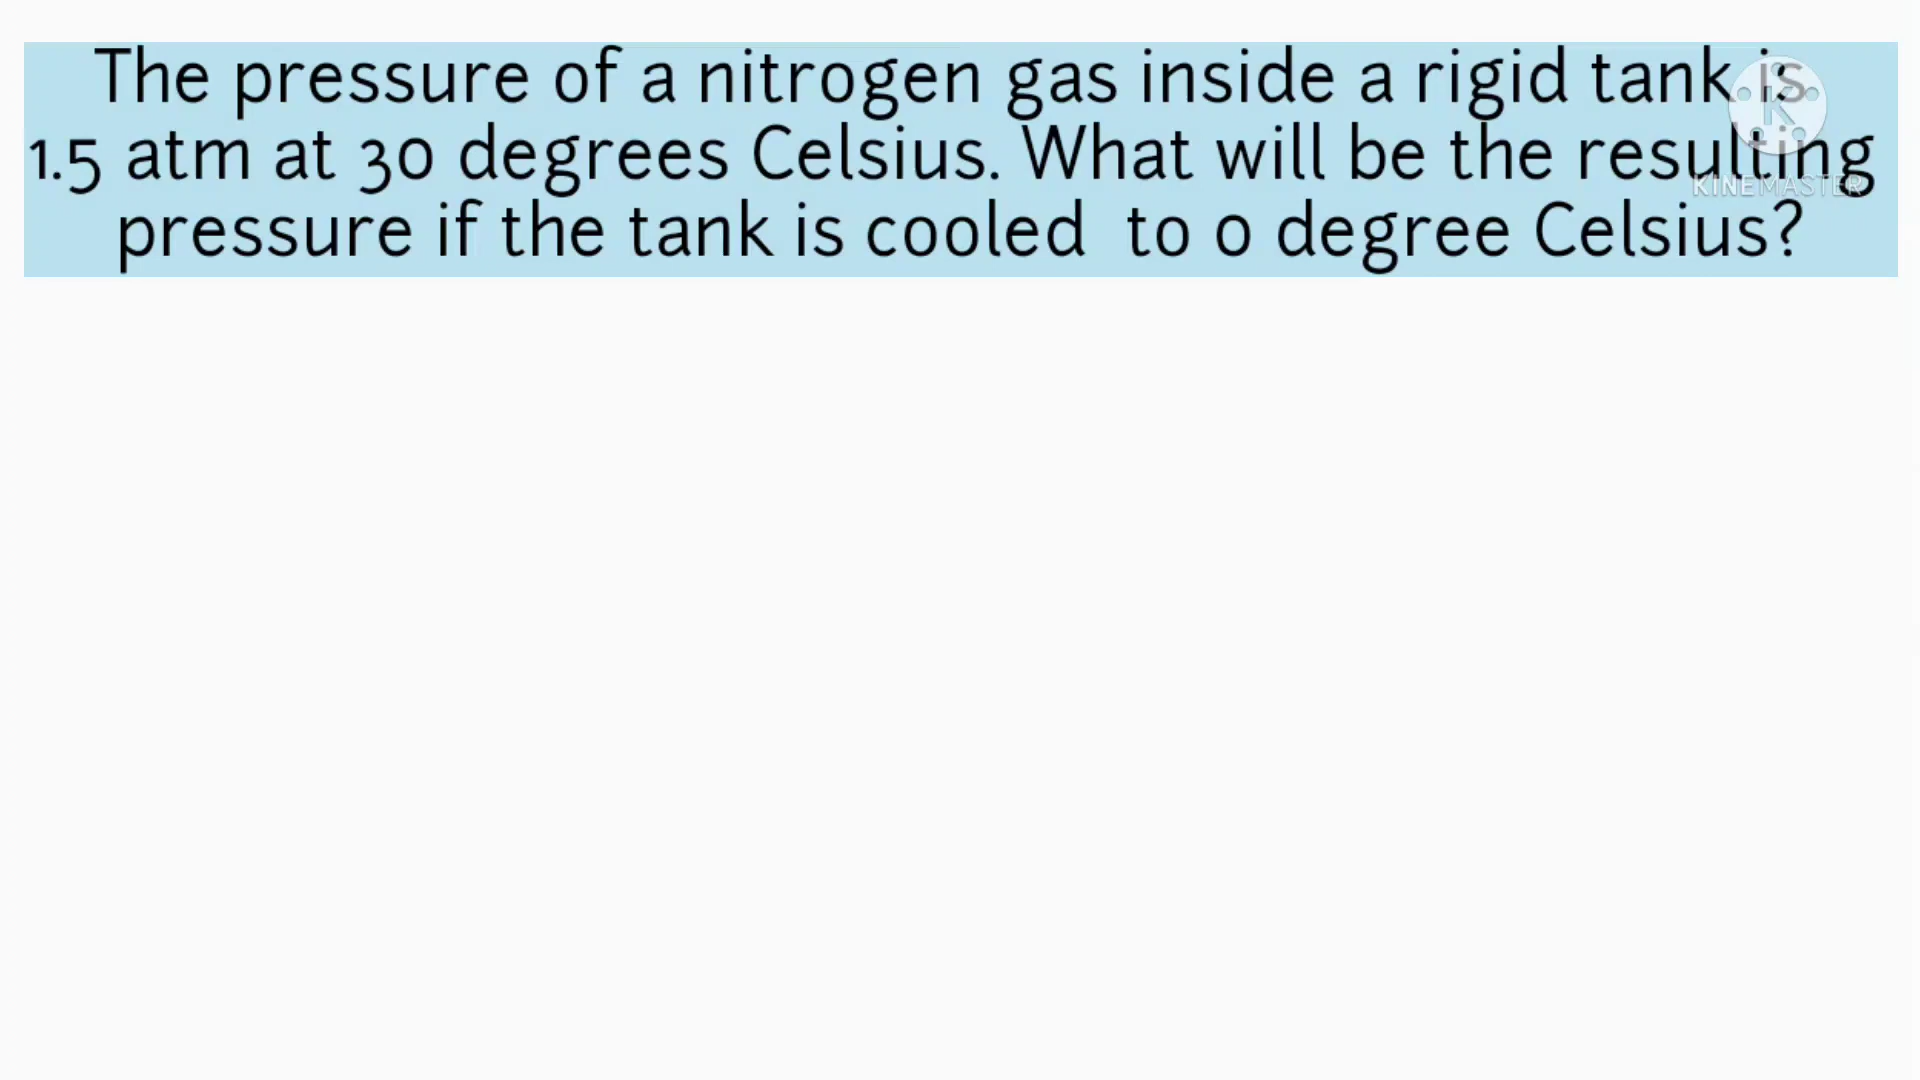 The pressure of a nitrogen gas inside a rigid tank is
1.5 atm at 30 degrees Celsius. What will be the resulting
pressure if the tank is cooled to 0 degree Celsius?
K
KINEMASTER